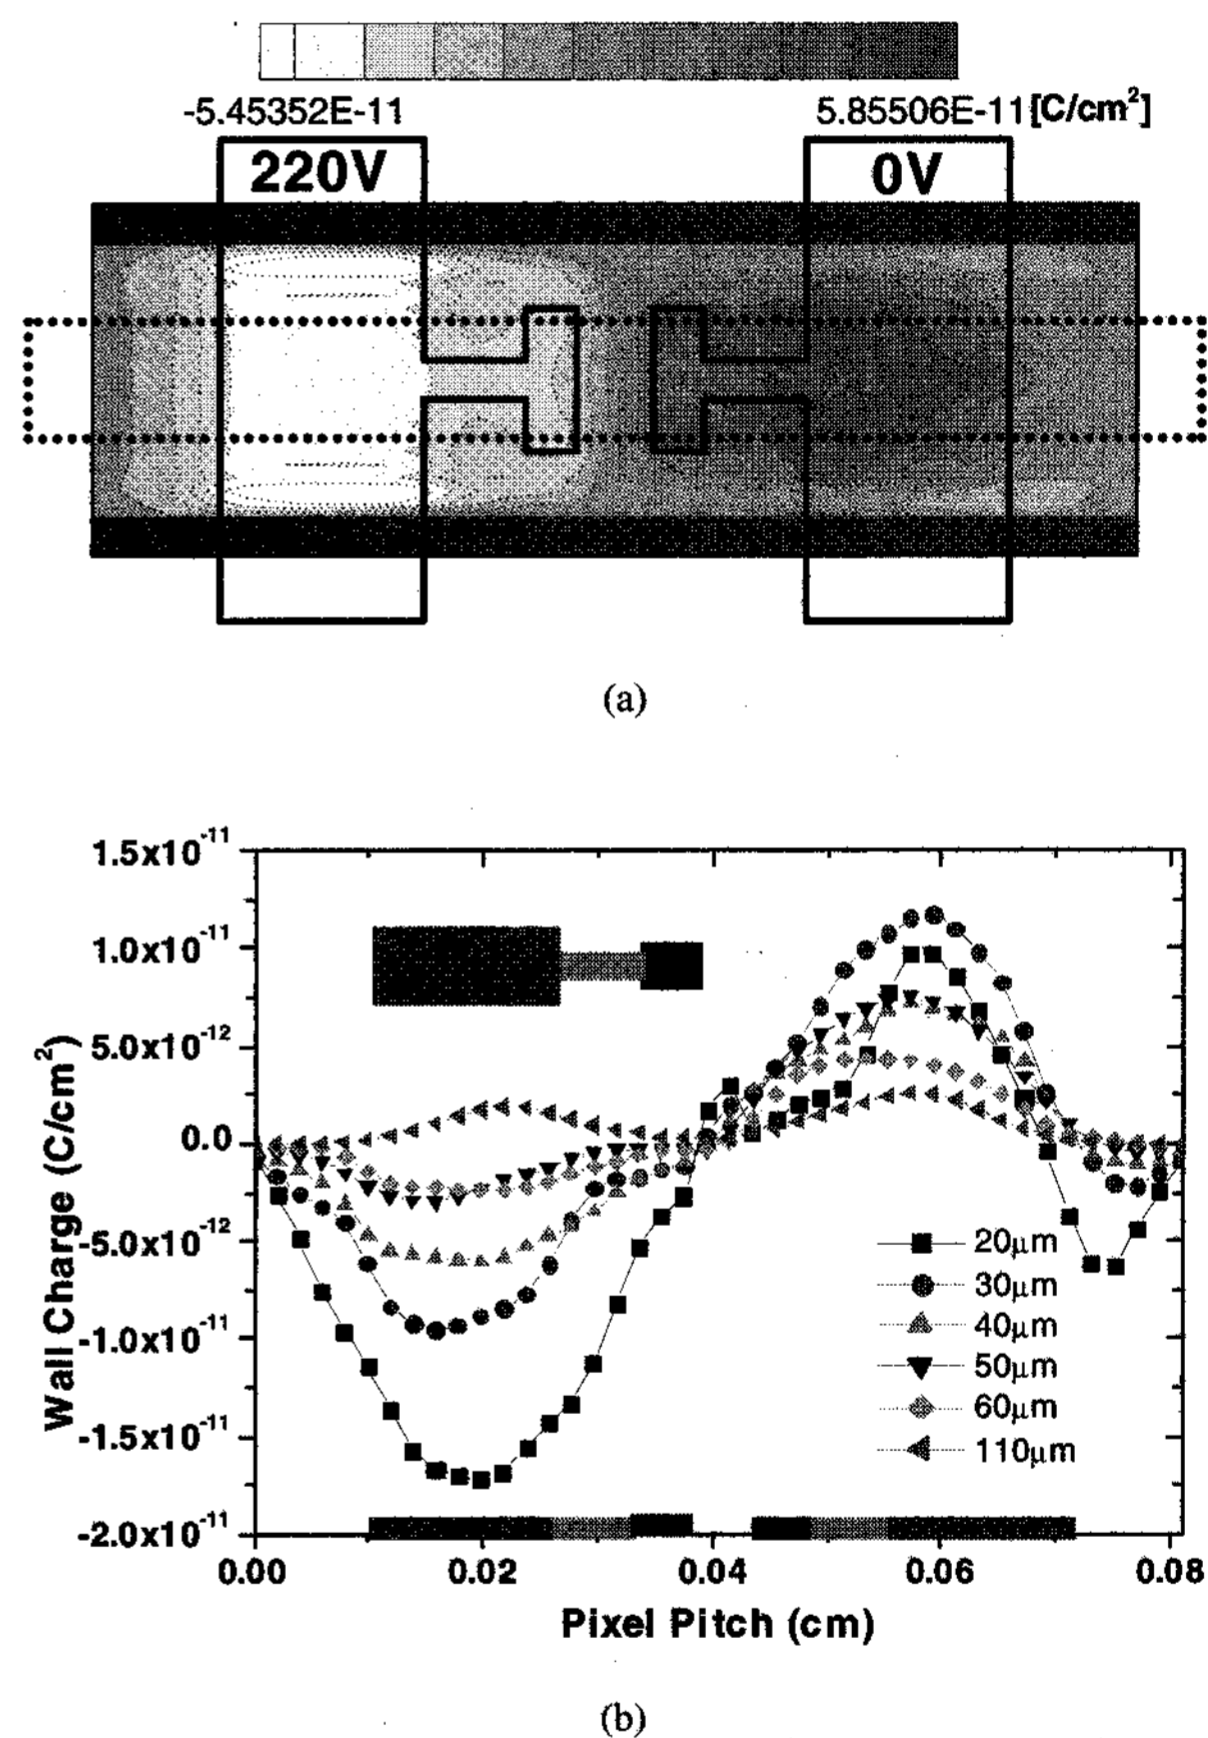 -5.45352E-11 5.85506E-11 [C/cm²]
220V 0V
(a)
1.5x10⁻¹¹
1.0x10⁻¹¹
5.0x10⁻¹²
0.0
-5.0x10⁻¹²
-1.0x10⁻¹¹
-1.5x10⁻¹¹
-2.0x10⁻¹¹
Wall Charge (C/cm²)
20μm
30μm
40μm
50μm
60μm
110μm
0.00 0.02 0.04 0.06 0.08
Pixel Pitch (cm)
(b)